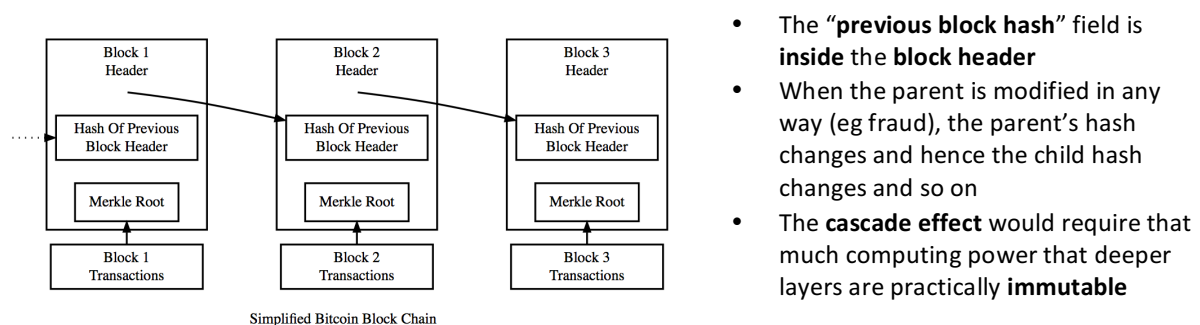 Block 1
Header
Hash Of Previous
Block Header
Merkle Root
Block 1
Transactions
Block 2
Header
Hash Of Previous
Block Header
Merkle Root
Block 2
Transactions
Block 3
Header
Hash Of Previous
Block Header
Merkle Root
Block 3
Transactions
Simplified Bitcoin Block Chain
• The “previous block hash” field is
inside the block header
• When the parent is modified in any
way (eg fraud), the parent’s hash
changes and hence the child hash
changes and so on
• The cascade effect would require that
much computing power that deeper
layers are practically immutable